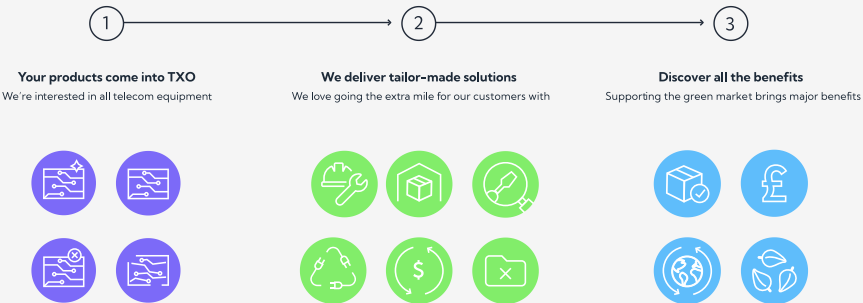 1
2
3
Your products come into TXO
We're interested in all telecom equipment
We deliver tailor-made solutions
We love going the extra mile for our customers with
Discover all the benefits
Supporting the green market brings major benefits
£
$